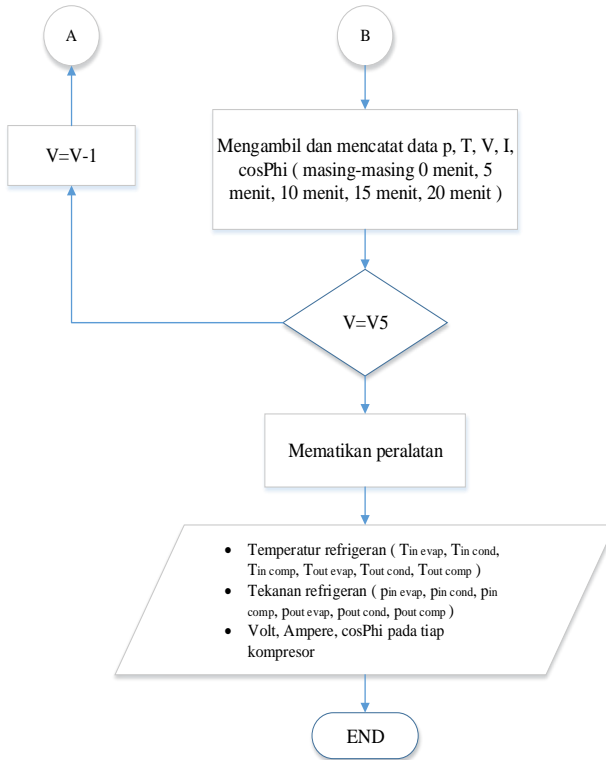 A
B
V=V-1
Mengambil dan mencatat data p, T, V, I,
cosPhi ( masing-masing 0 menit, 5
menit, 10 menit, 15 menit, 20 menit )
V=V5
Mematikan peralatan
• Temperatur refrigeran ( Tin evap, Tin cond,
Tin comp, Tout evap, Tout cond, Tout comp )
• Tekanan refrigeran ( pin evap, pin cond, pin
comp, pout evap, pout cond, pout comp )
• Volt, Ampere, cosPhi pada tiap
kompresor
END